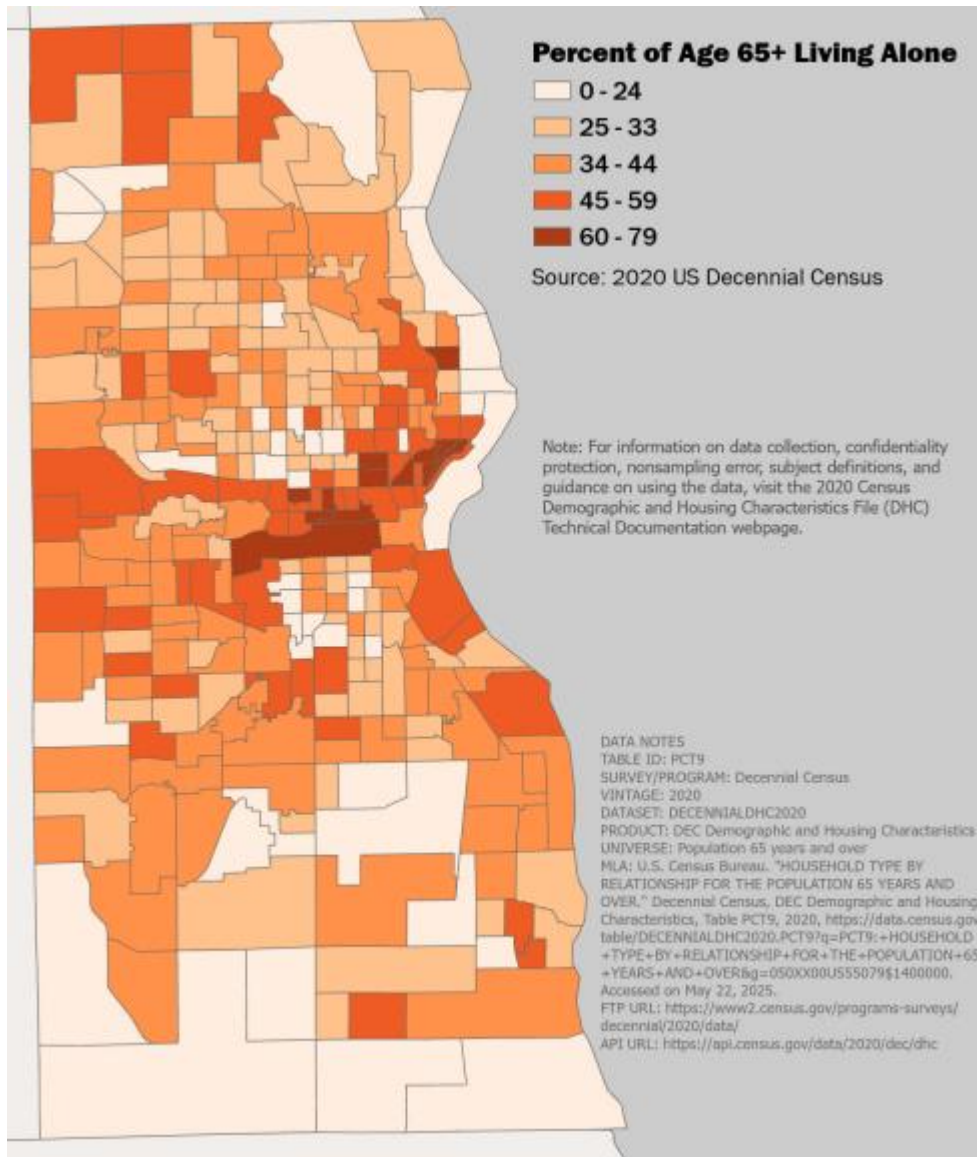 Percent of Age 65+ Living Alone
0 - 24
25 - 33
34 - 44
45 - 59
60 - 79
Source: 2020 US Decennial Census
Note: For information on data collection, confidentiality
protection, nonsampling error, subject definitions, and
guidance on using the data, visit the 2020 Census
Demographic and Housing Characteristics File (DHC)
Technical Documentation webpage.
DATA NOTES
TABLE ID: PCT9
SURVEY/PROGRAM: Decennial Census
VINTAGE: 2020
DATASET: DECENNIALDHC2020
PRODUCT: DEC Demographic and Housing Characteristics
UNIVERSE: Population 65 years and over
MLA: U.S. Census Bureau. "HOUSEHOLD TYPE BY
RELATIONSHIP FOR THE POPULATION 65 YEARS AND
OVER." Decennial Census, DEC Demographic and Housing
Characteristics, Table PCT9, 2020, https://data.census.gov
table/DECENNIALDHC2020.PCT9?q=PCT9:+HOUSEHOLD
+TYPE+BY+RELATIONSHIP+FOR+THE+POPULATION+65
+YEARS+AND+OVER&g=050XX00US55079$1400000.
Accessed on May 22, 2025.
FTP URL: https://www2.census.gov/programs-surveys/
decennial/2020/data/
API URL: https://api.census.gov/data/2020/dec/dhc